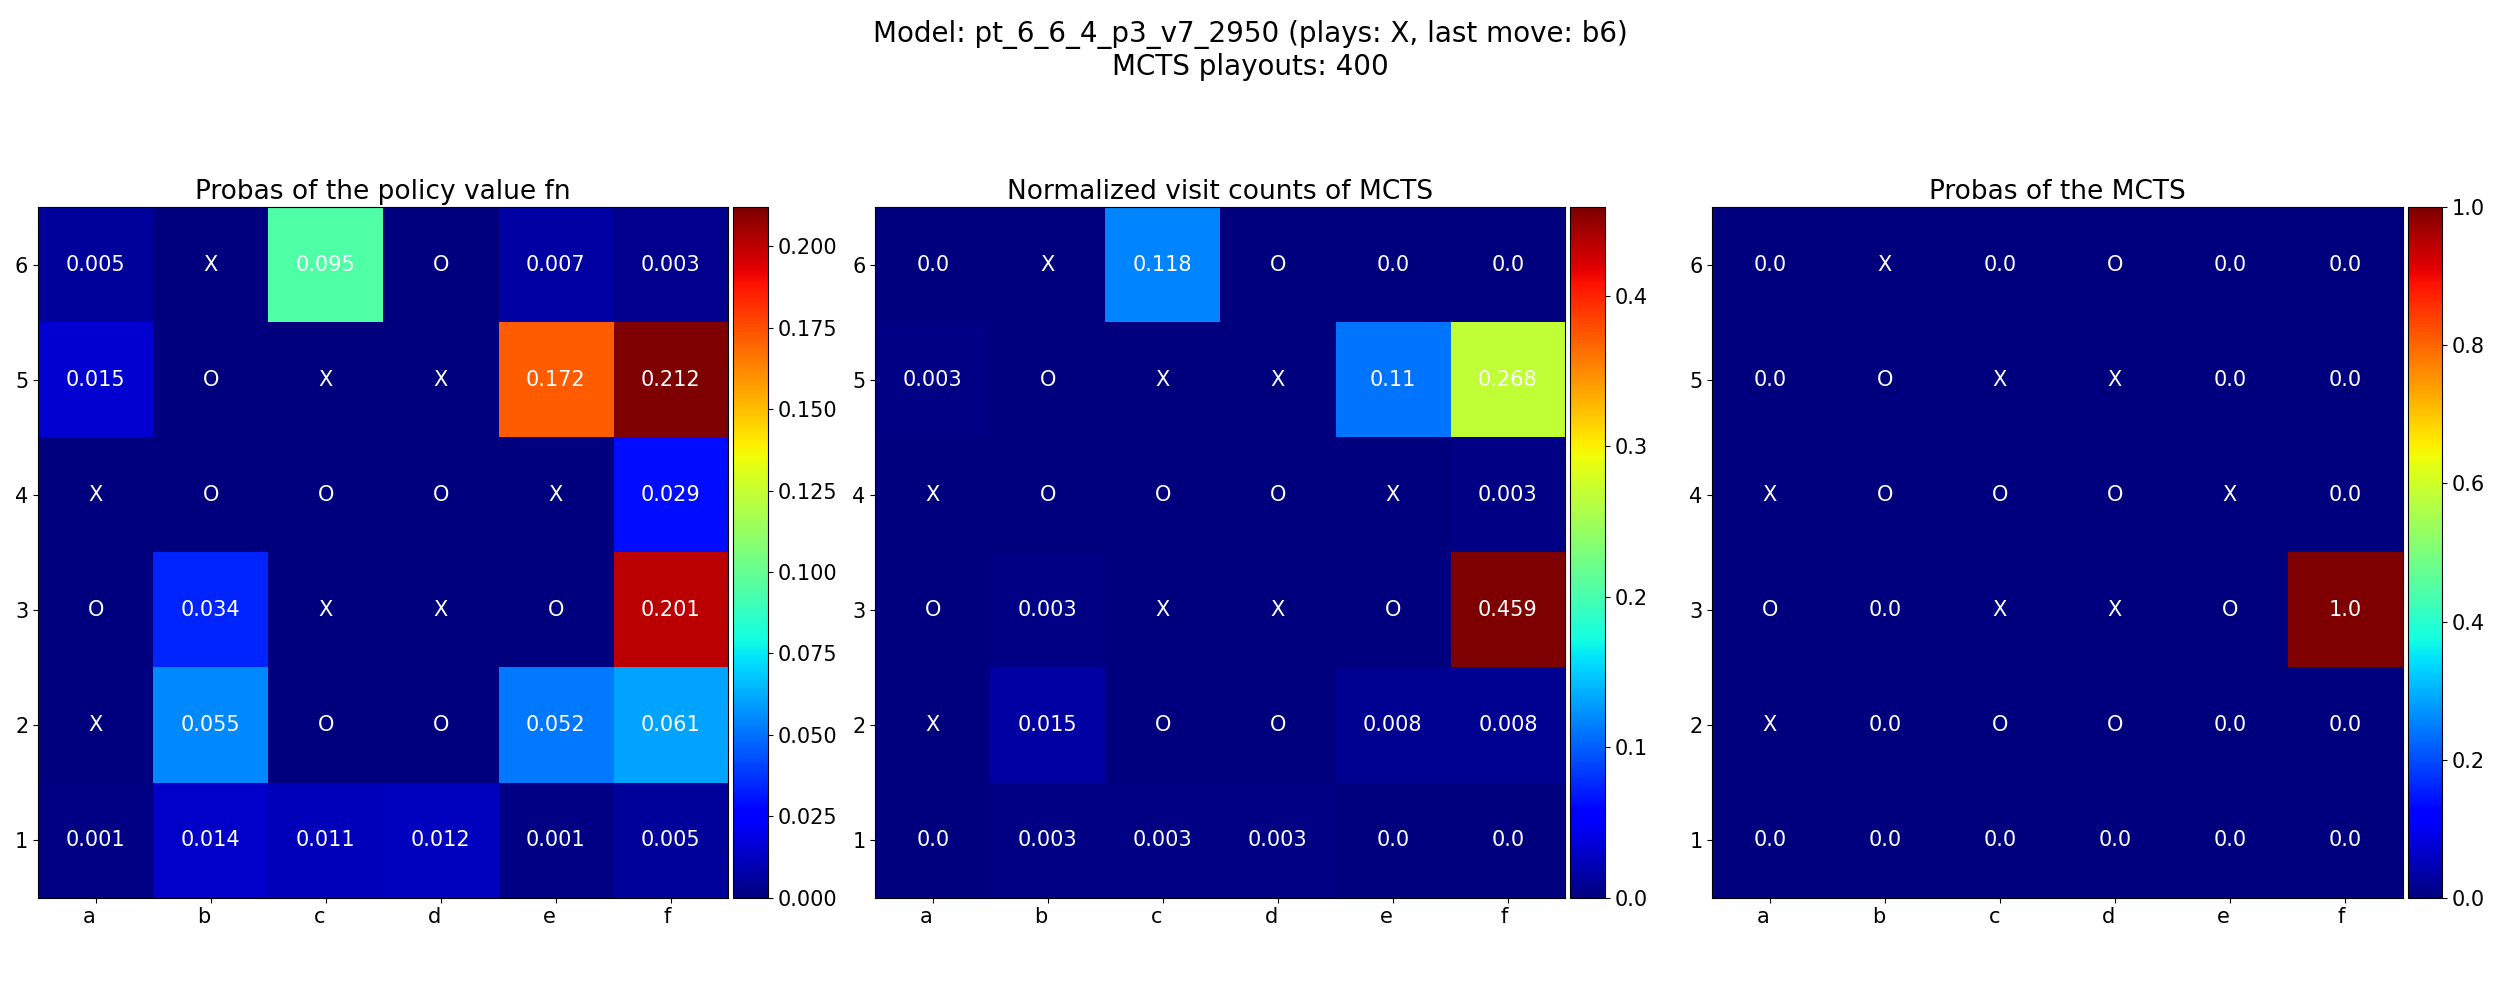 Model: pt_6_6_4_p3_v7_2950 (plays: X, last move: b6)
MCTS playouts: 400
Probas of the policy value fn
6 0.005 X 0.095 O 0.007 0.003
5 0.015 O X X 0.172 0.212
4 X O O O X 0.029
3 O 0.034 X X O 0.201
2 X 0.055 O O 0.052 0.061
1 0.001 0.014 0.011 0.012 0.001 0.005
a b c d e f
0.200
0.175
0.150
0.125
0.100
0.075
0.050
0.025
0.000
Normalized visit counts of MCTS
6 0.0 X 0.118 O 0.0 0.0
5 0.003 O X X 0.11 0.268
4 X O O O X 0.003
3 O 0.003 X X O 0.459
2 X 0.015 O O 0.008 0.008
1 0.0 0.003 0.003 0.003 0.0 0.0
a b c d e f
0.4
0.3
0.2
0.1
0.0
Probas of the MCTS
6 0.0 X 0.0 O 0.0 0.0
5 0.0 O X X 0.0 0.0
4 X O O O X 0.0
3 O 0.0 X X O 1.0
2 X 0.0 O O 0.0 0.0
1 0.0 0.0 0.0 0.0 0.0 0.0
a b c d e f
1.0
0.8
0.6
0.4
0.2
0.0